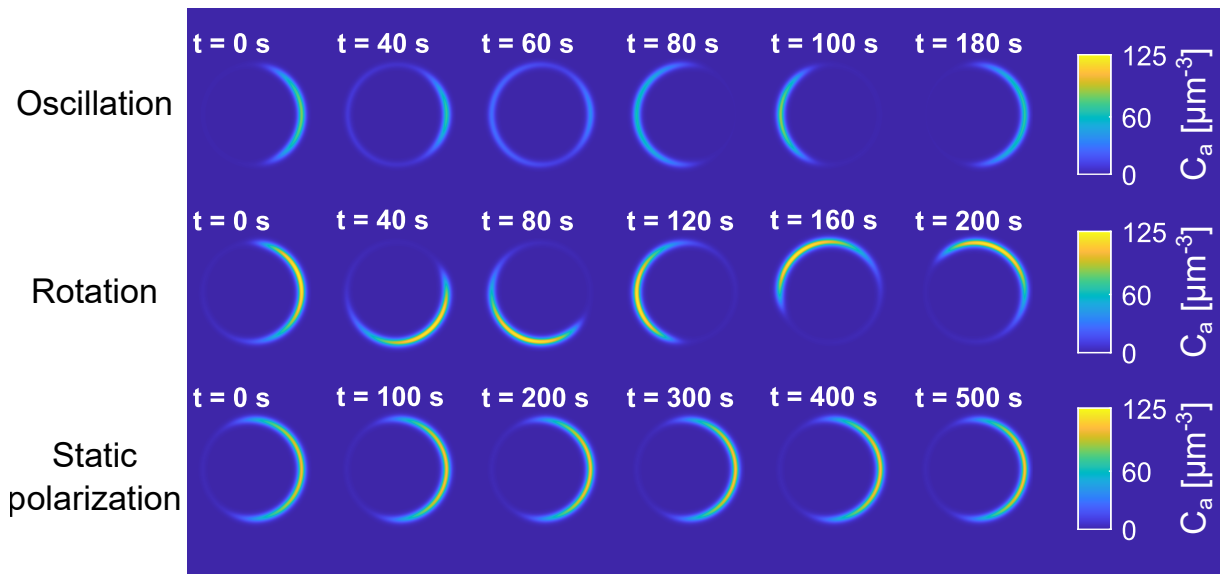 t = 0 s t = 40 s t = 60 s t = 80 s t = 100 s t = 180 s
Oscillation
125
60
0
Cₐ [µm⁻³]
t = 0 s t = 40 s t = 80 s t = 120 s t = 160 s t = 200 s
Rotation
125
60
0
Cₐ [µm⁻³]
t = 0 s t = 100 s t = 200 s t = 300 s t = 400 s t = 500 s
Static
polarization
125
60
0
Cₐ [µm⁻³]